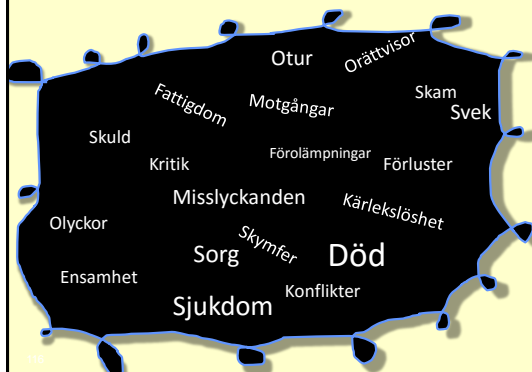 Otur
Orättvisor
Fattigdom
Motgångar
Skam
Svek
Skuld
Kritik
Förolämpningar
Förluster
Misslyckanden
Kärlekslöshet
Olyckor
Skymfer
Sorg
Död
Ensamhet
Konflikter
Sjukdom